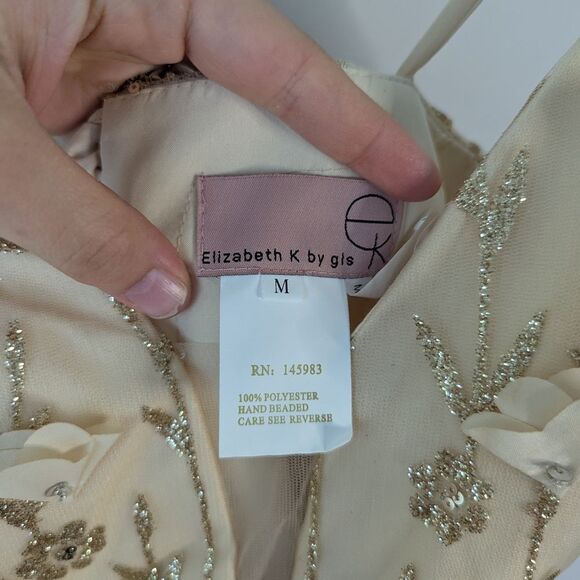 ek
Elizabeth K by gls
M
RN: 145983
100% POLYESTER
HAND BEADED
CARE SEE REVERSE